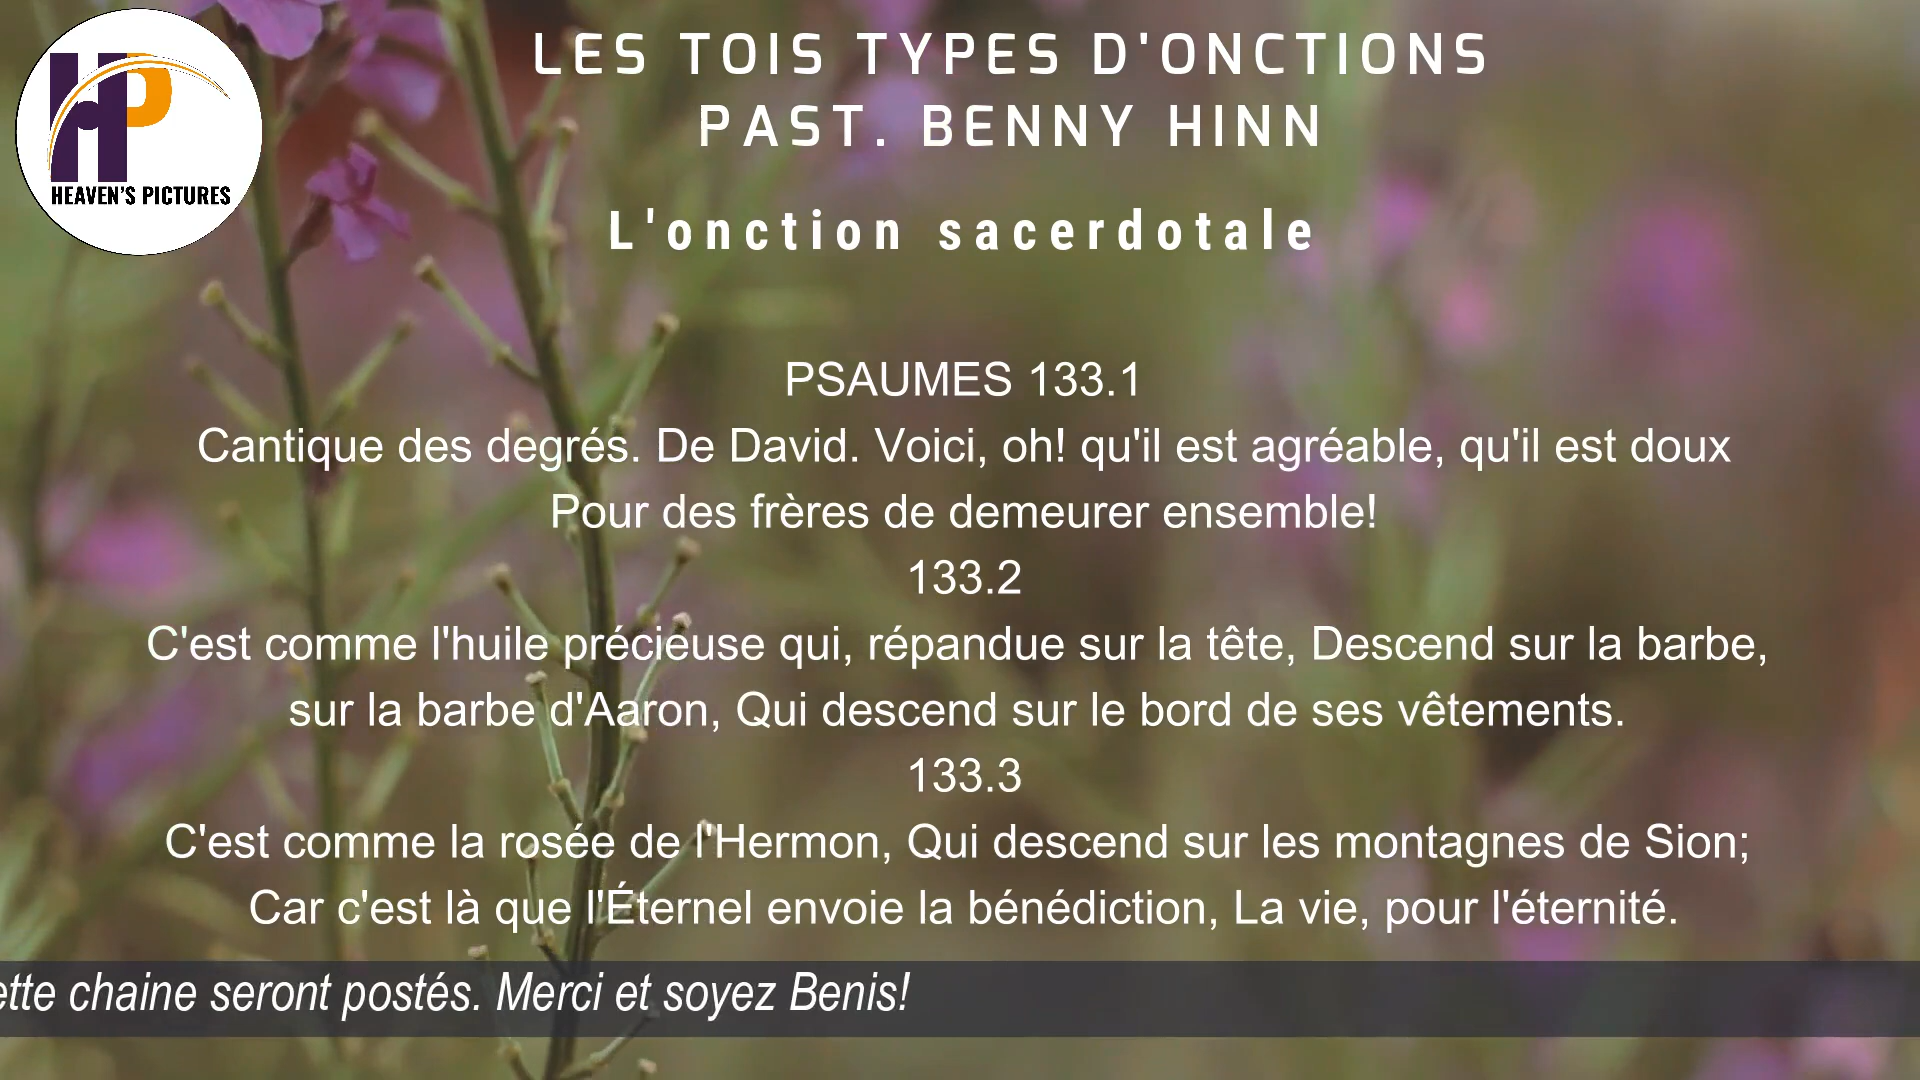 HP
HEAVEN'S PICTURES
LES TOIS TYPES D'ONCTIONS
PAST. BENNY HINN
L'onction sacerdotale
PSAUMES 133.1
Cantique des degrés. De David. Voici, oh! qu'il est agréable, qu'il est doux
Pour des frères de demeurer ensemble!
133.2
C'est comme l'huile précieuse qui, répandue sur la tête, Descend sur la barbe,
sur la barbe d'Aaron, Qui descend sur le bord de ses vêtements.
133.3
C'est comme la rosée de l'Hermon, Qui descend sur les montagnes de Sion;
Car c'est là que l'Éternel envoie la bénédiction, La vie, pour l'éternité.
chaine seront postés. Merci et soyez Benis!